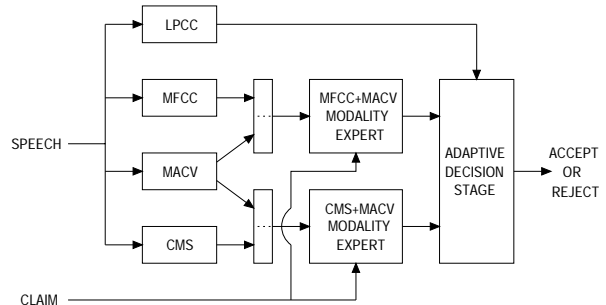 LPCC
MFCC
MFCC+MACV
MODALITY
EXPERT
SPEECH
MACV
ADAPTIVE
DECISION
STAGE
ACCEPT
OR
REJECT
CMS
CMS+MACV
MODALITY
EXPERT
CLAIM